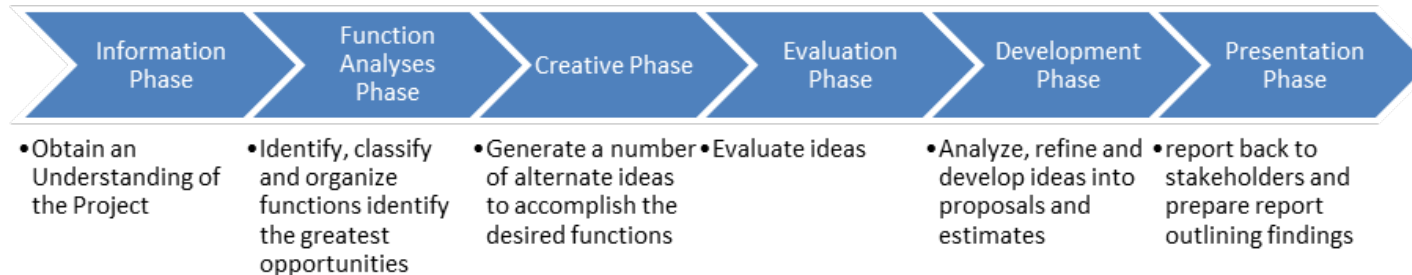 Information
Phase
Function
Analyses
Phase
Creative Phase
Evaluation
Phase
Development
Phase
Presentation
Phase
•Obtain an
Understanding of
the Project
•Identify, classify
and organize
functions identify
the greatest
opportunities
•Generate a number
of alternate ideas
to accomplish the
desired functions
•Evaluate ideas
•Analyze, refine and
develop ideas into
proposals and
estimates
•report back to
stakeholders and
prepare report
outlining findings